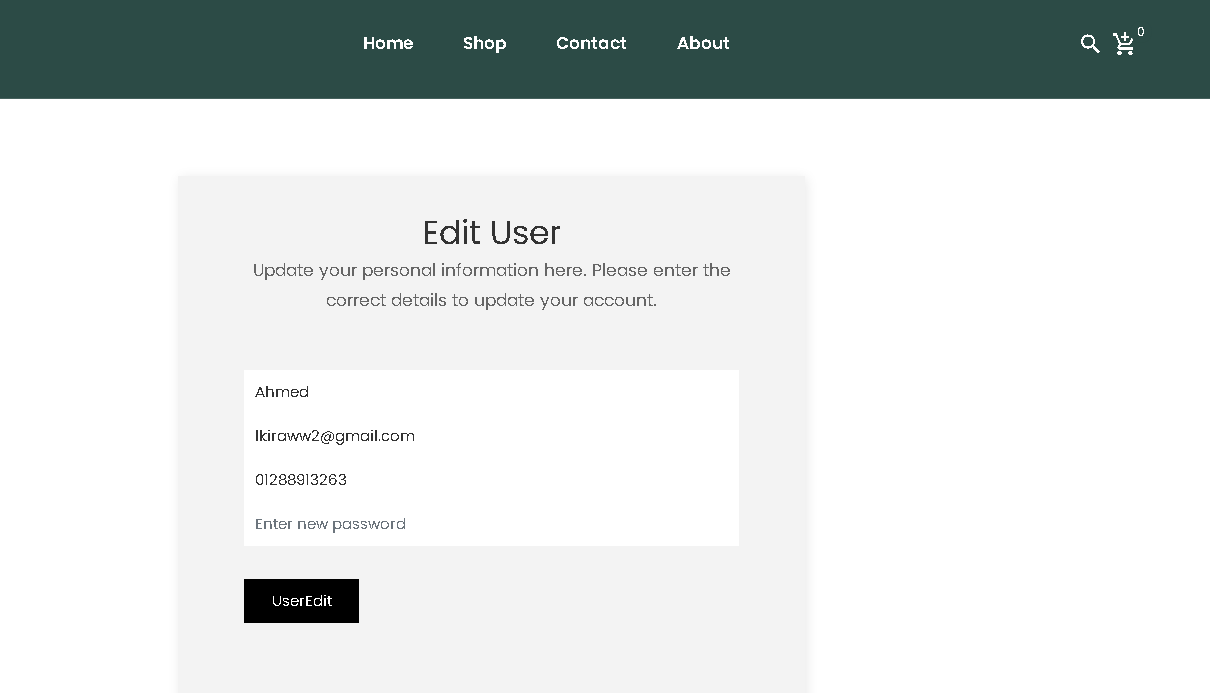 Home Shop Contact About 0
Edit User
Update your personal information here. Please enter the
correct details to update your account.
Ahmed
lkiraww2@gmail.com
01288913263
Enter new password
UserEdit